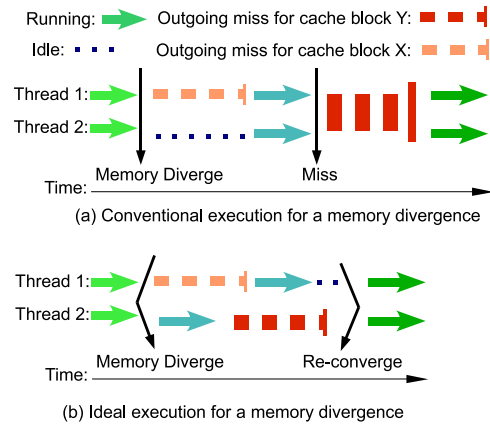 Running: Outgoing miss for cache block Y:
Idle: Outgoing miss for cache block X:
Thread 1:
Thread 2:
Memory Diverge Miss
Time:
(a) Conventional execution for a memory divergence
Thread 1:
Thread 2:
Memory Diverge Re-converge
Time:
(b) Ideal execution for a memory divergence